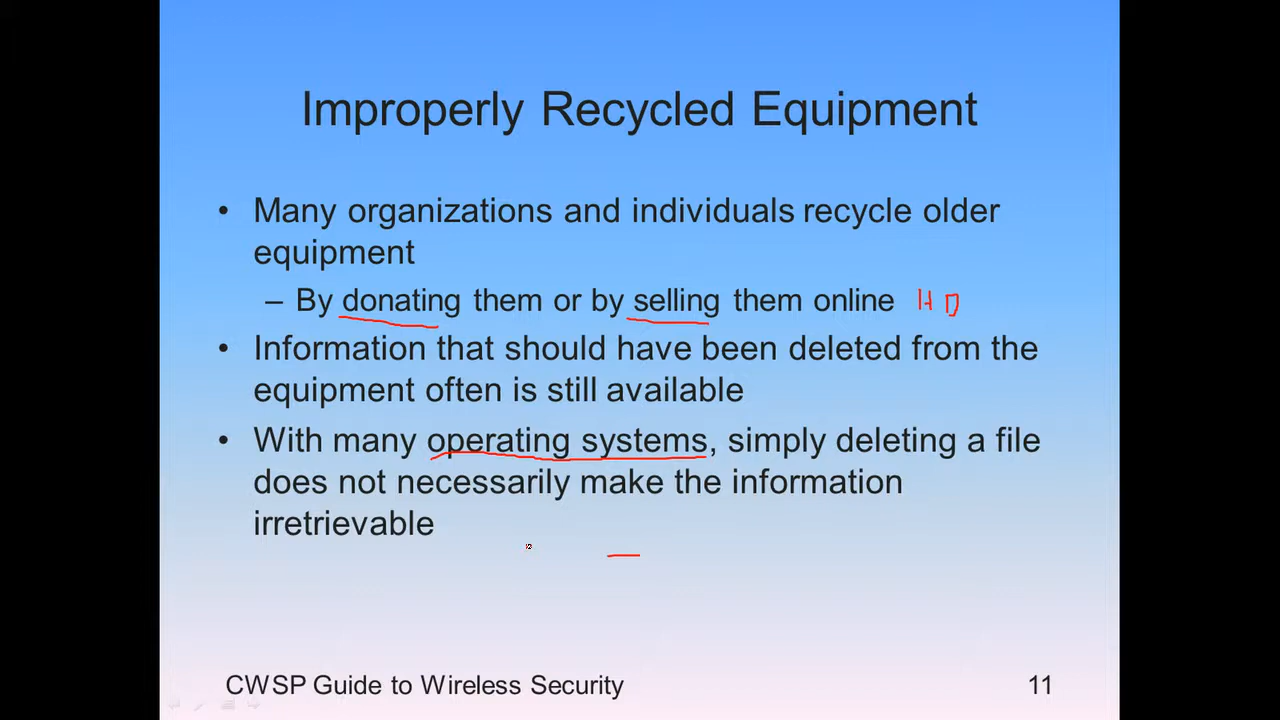 Improperly Recycled Equipment
• Many organizations and individuals recycle older
equipment
– By donating them or by selling them online HD
• Information that should have been deleted from the
equipment often is still available
• With many operating systems, simply deleting a file
does not necessarily make the information
irretrievable
CWSP Guide to Wireless Security 11